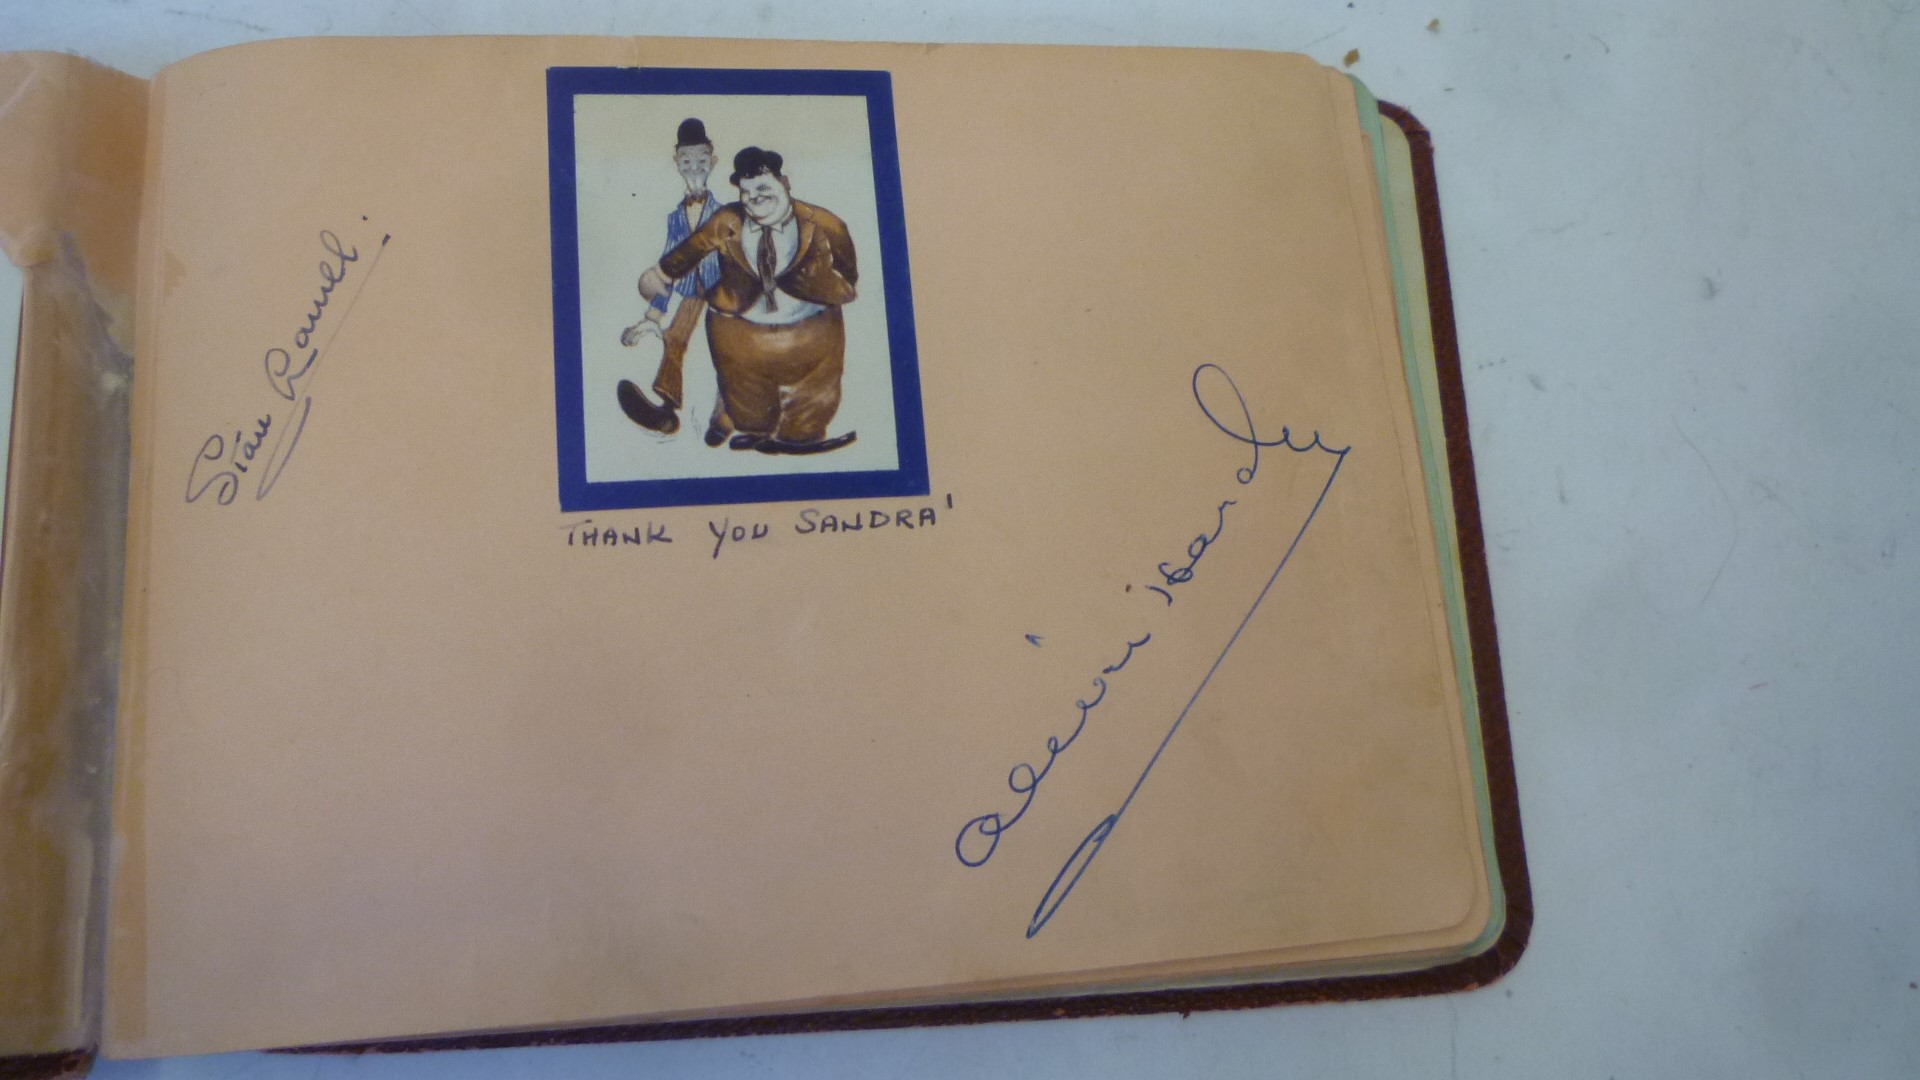 Stan Laurel.
THANK YOU SANDRA'
Oliver Hardy